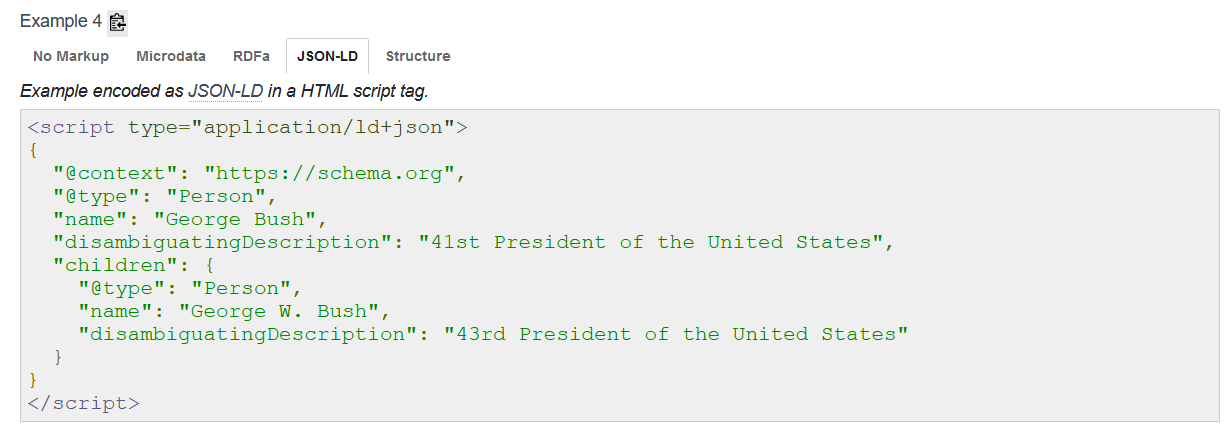 Example 4
No Markup Microdata RDFa JSON-LD Structure
Example encoded as JSON-LD in a HTML script tag.
<script type="application/ld+json">
{
  "@context": "https://schema.org",
  "@type": "Person",
  "name": "George Bush",
  "disambiguatingDescription": "41st President of the United States",
  "children": {
    "@type": "Person",
    "name": "George W. Bush",
    "disambiguatingDescription": "43rd President of the United States"
  }
}
</script>